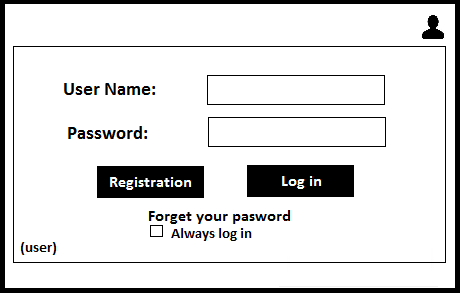 User Name:
Password:
Registration Log in
Forget your pasword
Always log in
(user)